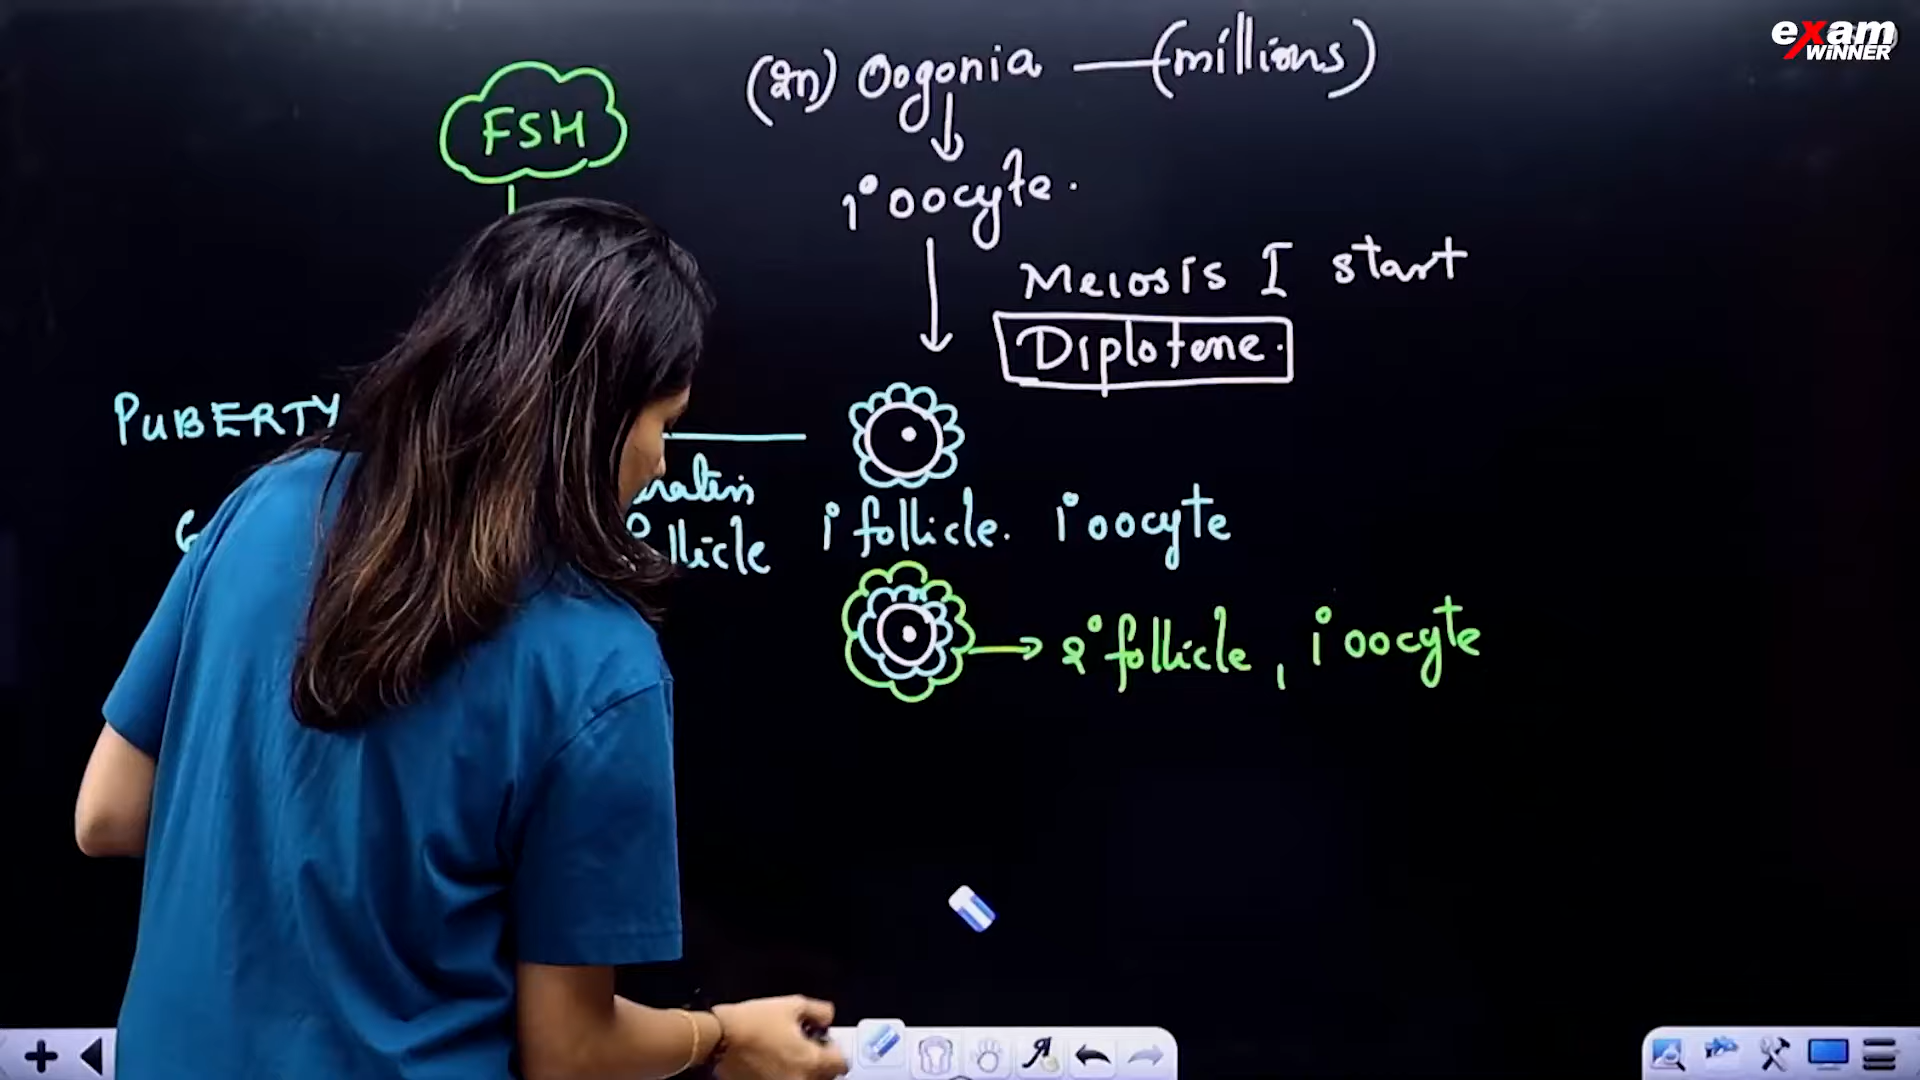 exam
WINNER
(2n) Oogonia — (millions)
FSH
1° oocyte.
Meiosis I start
Diplotene.
PUBERTY
1 follicle. 1° oocyte
2° follicle, 1° oocyte